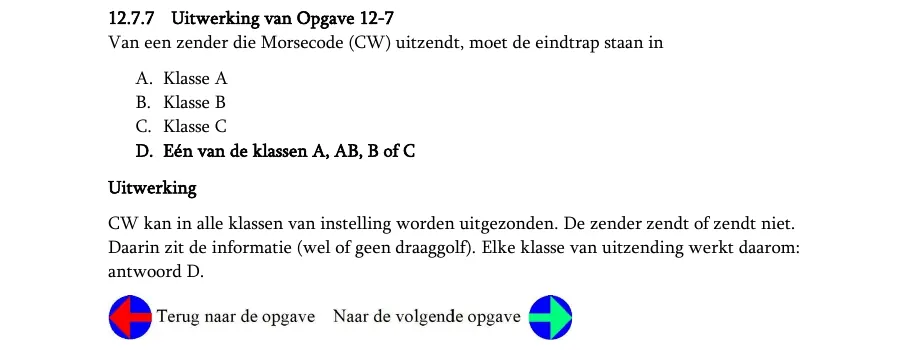 12.7.7 Uitwerking van Opgave 12-7
Van een zender die Morsecode (CW) uitzendt, moet de eindtrap staan in
A. Klasse A
B. Klasse B
C. Klasse C
D. Eén van de klassen A, AB, B of C
Uitwerking
CW kan in alle klassen van instelling worden uitgezonden. De zender zendt of zendt niet.
Daarin zit de informatie (wel of geen draaggolf). Elke klasse van uitzending werkt daarom:
antwoord D.
Terug naar de opgave Naar de volgende opgave